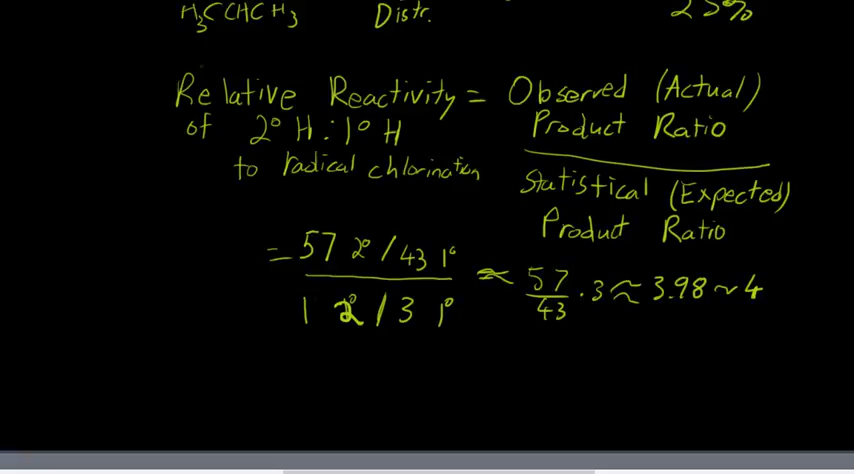 H₃CCHCH₃ Distr. 25%
Relative Reactivity = Observed (Actual)
of 2° H : 1° H Product Ratio
to radical chlorination Statistical (Expected)
Product Ratio
= 57 2° / 43 1° ≈ 57/43 · 3 ≈ 3.98 ~ 4
1 2° / 3 1°